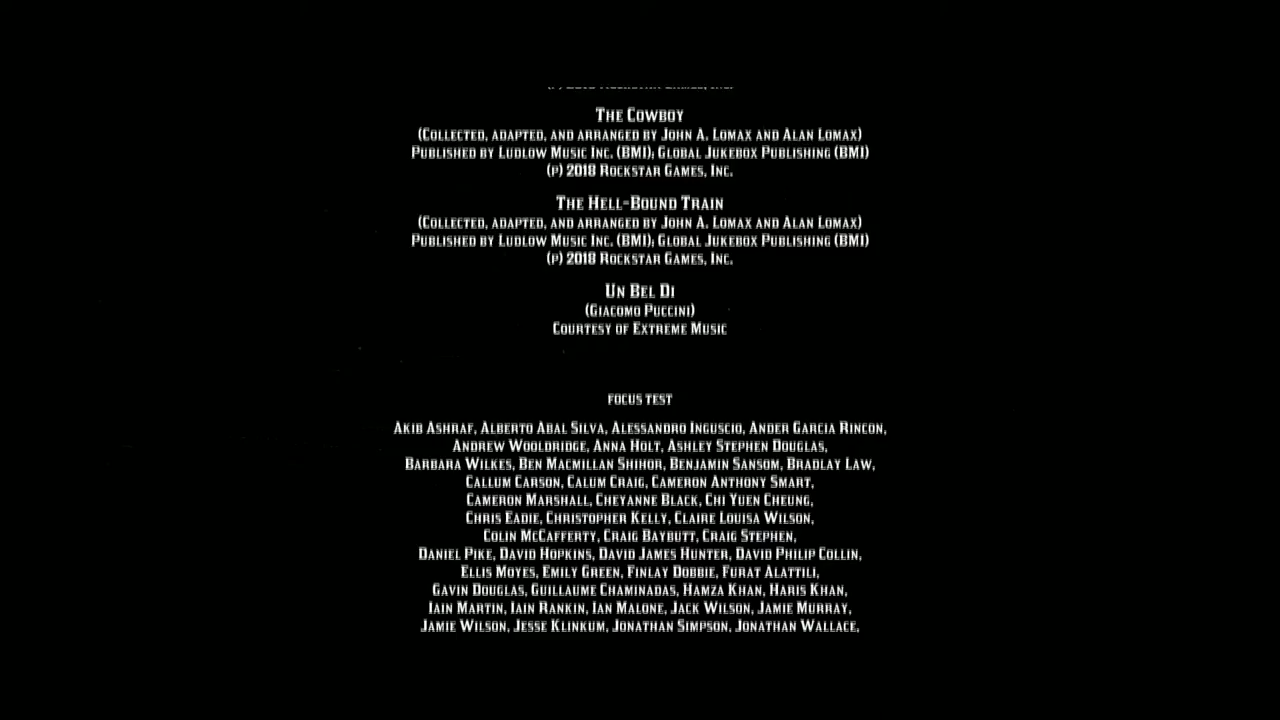 The Cowboy
(Collected, adapted, and arranged by John A. Lomax and Alan Lomax)
Published by Ludlow Music Inc. (BMI); Global Jukebox Publishing (BMI)
(p) 2018 Rockstar Games, Inc.
The Hell-Bound Train
(Collected, adapted, and arranged by John A. Lomax and Alan Lomax)
Published by Ludlow Music Inc. (BMI); Global Jukebox Publishing (BMI)
(p) 2018 Rockstar Games, Inc.
Un Bel Di
(Giacomo Puccini)
Courtesy of Extreme Music
FOCUS TEST
Akib Ashraf, Alberto Abal Silva, Alessandro Inguscio, Ander Garcia Rincon,
Andrew Wooldridge, Anna Holt, Ashley Stephen Douglas,
Barbara Wilkes, Ben Macmillan Shihor, Benjamin Sansom, Bradlay Law,
Callum Carson, Calum Craig, Cameron Anthony Smart,
Cameron Marshall, Cheyanne Black, Chi Yuen Cheung,
Chris Eadie, Christopher Kelly, Claire Louisa Wilson,
Colin McCafferty, Craig Baybutt, Craig Stephen,
Daniel Pike, David Hopkins, David James Hunter, David Philip Collin,
Ellis Moyes, Emily Green, Finlay Dobbie, Furat Alattili,
Gavin Douglas, Guillaume Chaminadas, Hamza Khan, Haris Khan,
Iain Martin, Iain Rankin, Ian Malone, Jack Wilson, Jamie Murray,
Jamie Wilson, Jesse Klinkum, Jonathan Simpson, Jonathan Wallace,